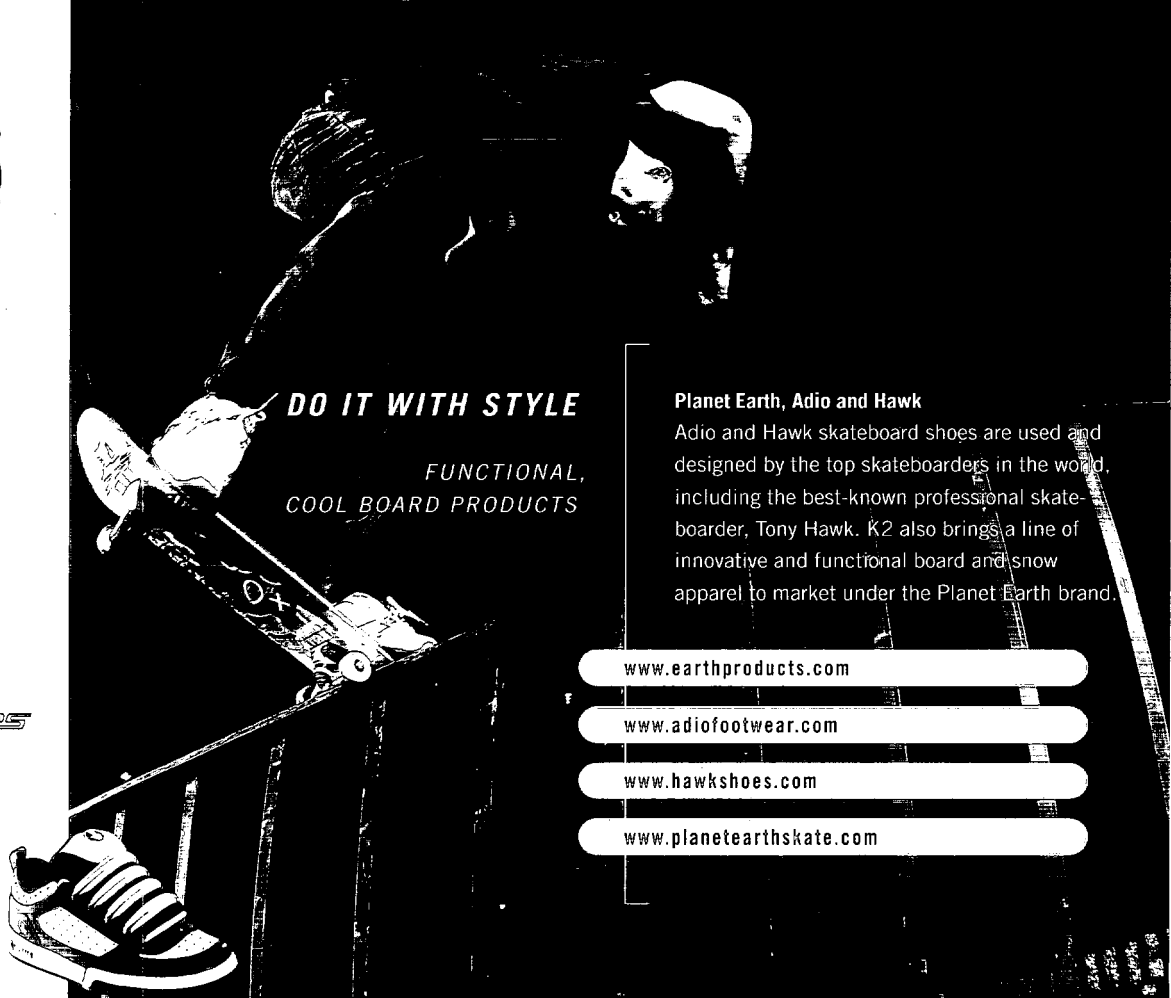 DO IT WITH STYLE
FUNCTIONAL,
COOL BOARD PRODUCTS
Planet Earth, Adio and Hawk
Adio and Hawk skateboard shoes are used and
designed by the top skateboarders in the world,
including the best-known professional skate-
boarder, Tony Hawk. K2 also brings a line of
innovative and functional board and snow
apparel to market under the Planet Earth brand.
www.earthproducts.com
www.adiofootwear.com
www.hawkshoes.com
www.planetearthskate.com